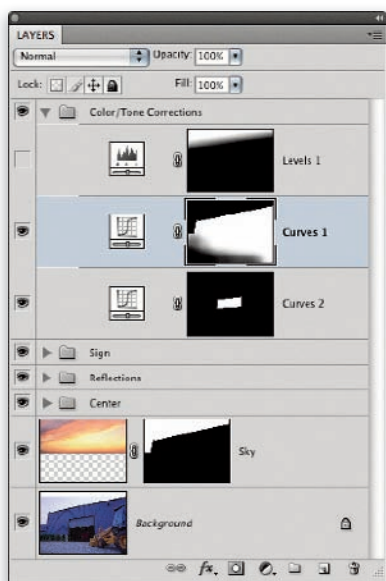 LAYERS
Normal Opacity: 100%
Lock: Fill: 100%
Color/Tone Corrections
Levels 1
Curves 1
Curves 2
Sign
Reflections
Center
Sky
Background
fx.